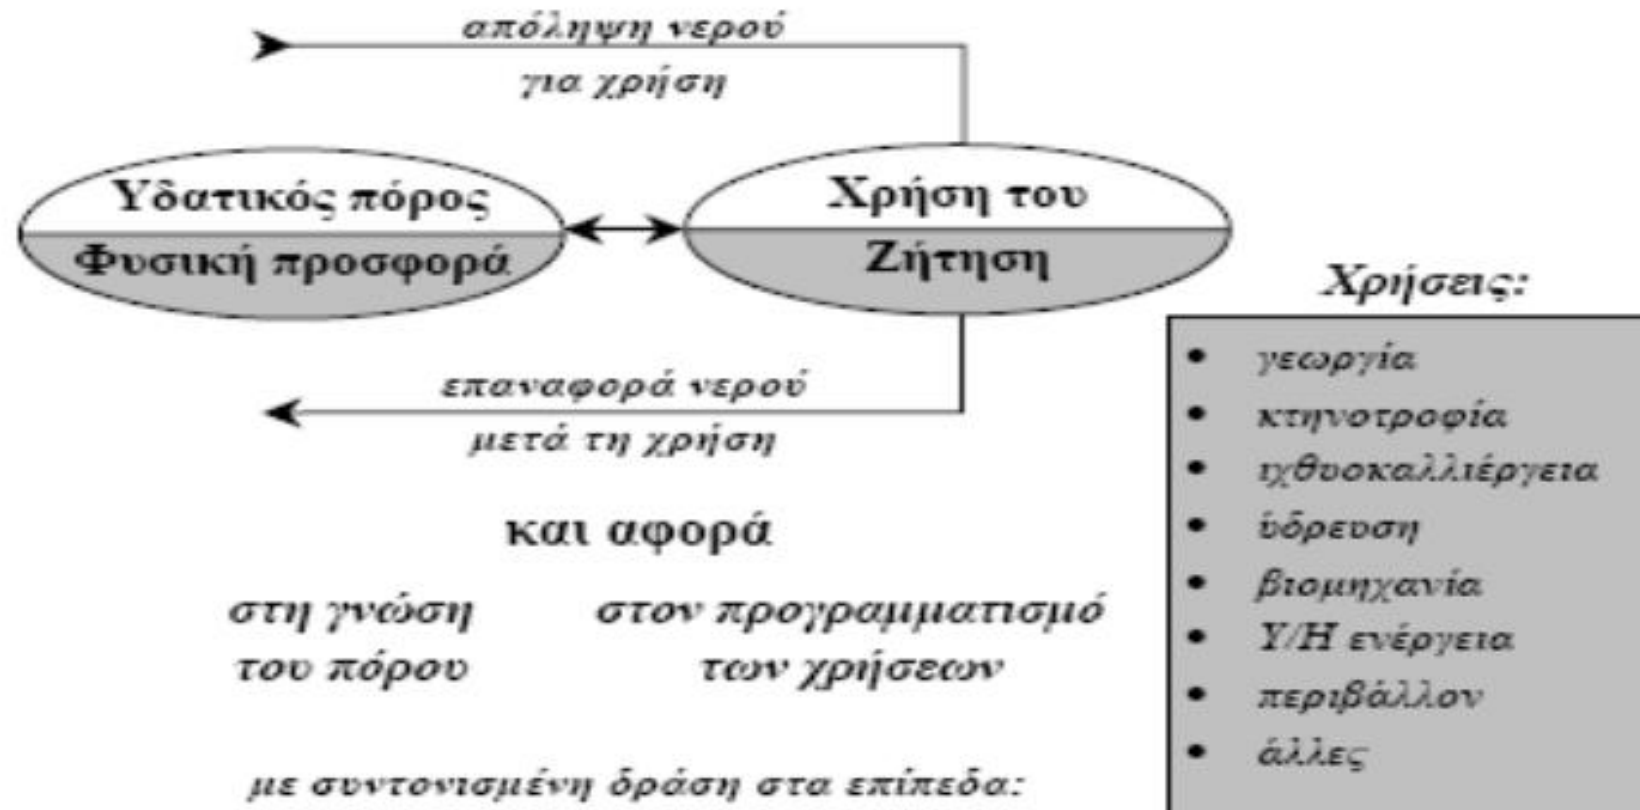 απόληψη νερού
για χρήση
Υδατικός πόρος
Φυσική προσφορά
Χρήση του
Ζήτηση
επαναφορά νερού
μετά τη χρήση
Χρήσεις:
• γεωργία
• κτηνοτροφία
• ιχθυοκαλλιέργεια
• ύδρευση
• βιομηχανία
• Υ/Η ενέργεια
• περιβάλλον
• άλλες
και αφορά
στη γνώση
του πόρου
στον προγραμματισμό
των χρήσεων
με συντονισμένη δράση στα επίπεδα: